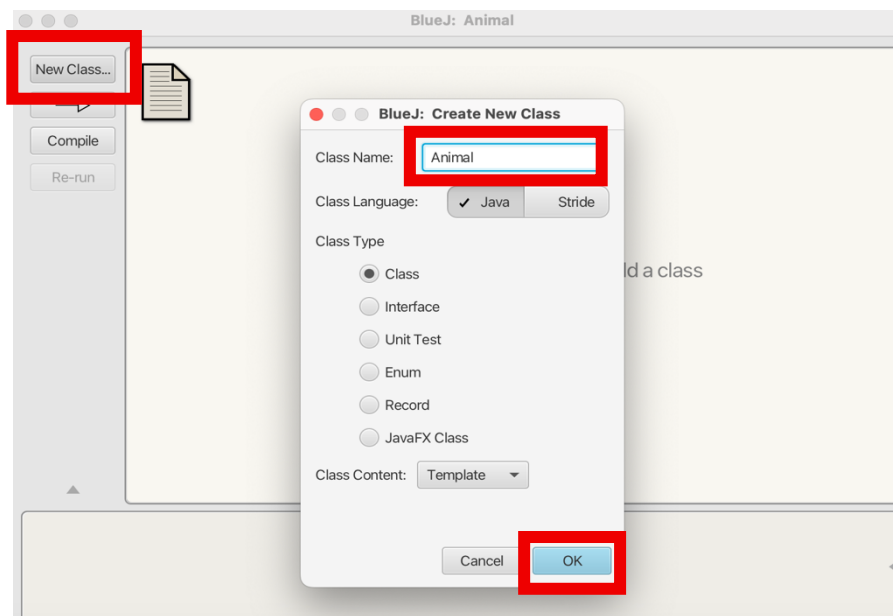 BlueJ: Animal
New Class...
Compile
Re-run
BlueJ: Create New Class
Class Name: Animal
Class Language: ✓ Java Stride
Class Type
Class
Interface
Unit Test
Enum
Record
JavaFX Class
Class Content: Template
Cancel OK
a class